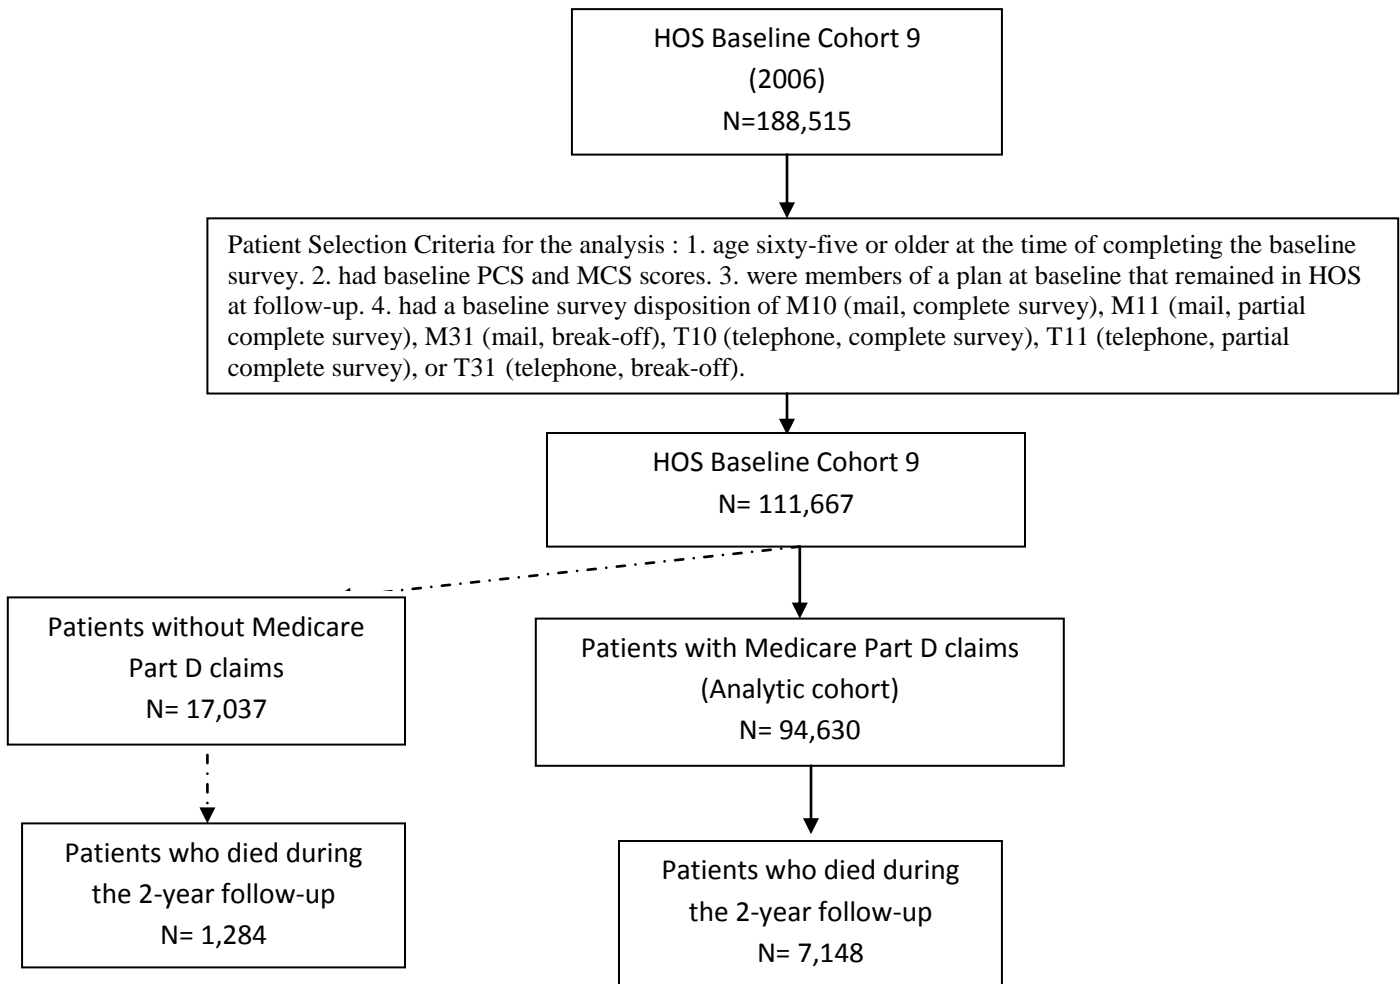 HOS Baseline Cohort 9
(2006)
N=188,515
Patient Selection Criteria for the analysis : 1. age sixty-five or older at the time of completing the baseline
survey. 2. had baseline PCS and MCS scores. 3. were members of a plan at baseline that remained in HOS
at follow-up. 4. had a baseline survey disposition of M10 (mail, complete survey), M11 (mail, partial
complete survey), M31 (mail, break-off), T10 (telephone, complete survey), T11 (telephone, partial
complete survey), or T31 (telephone, break-off).
HOS Baseline Cohort 9
N= 111,667
Patients without Medicare
Part D claims
N= 17,037
Patients with Medicare Part D claims
(Analytic cohort)
N= 94,630
Patients who died during
the 2-year follow-up
N= 1,284
Patients who died during
the 2-year follow-up
N= 7,148